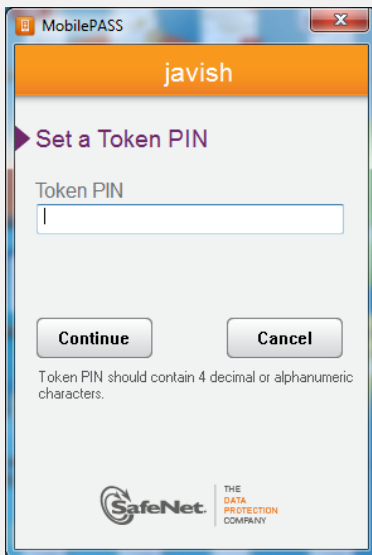 MobilePASS
javish
Set a Token PIN
Token PIN
Continue
Cancel
Token PIN should contain 4 decimal or alphanumeric
characters.
SafeNet.
THE
DATA
PROTECTION
COMPANY